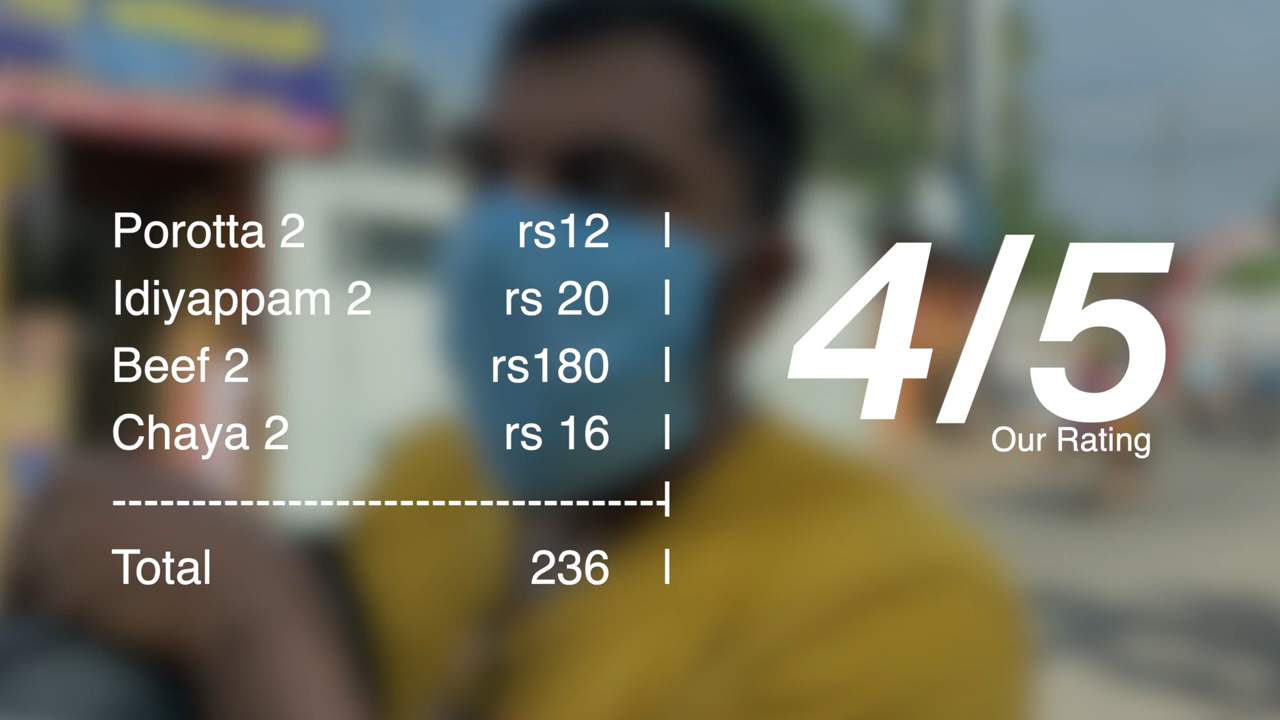 Porotta 2 rs12 |
Idiyappam 2 rs 20 |
Beef 2 rs180 |
Chaya 2 rs 16 |
-----------------------------------|
Total 236 |
4/5
Our Rating